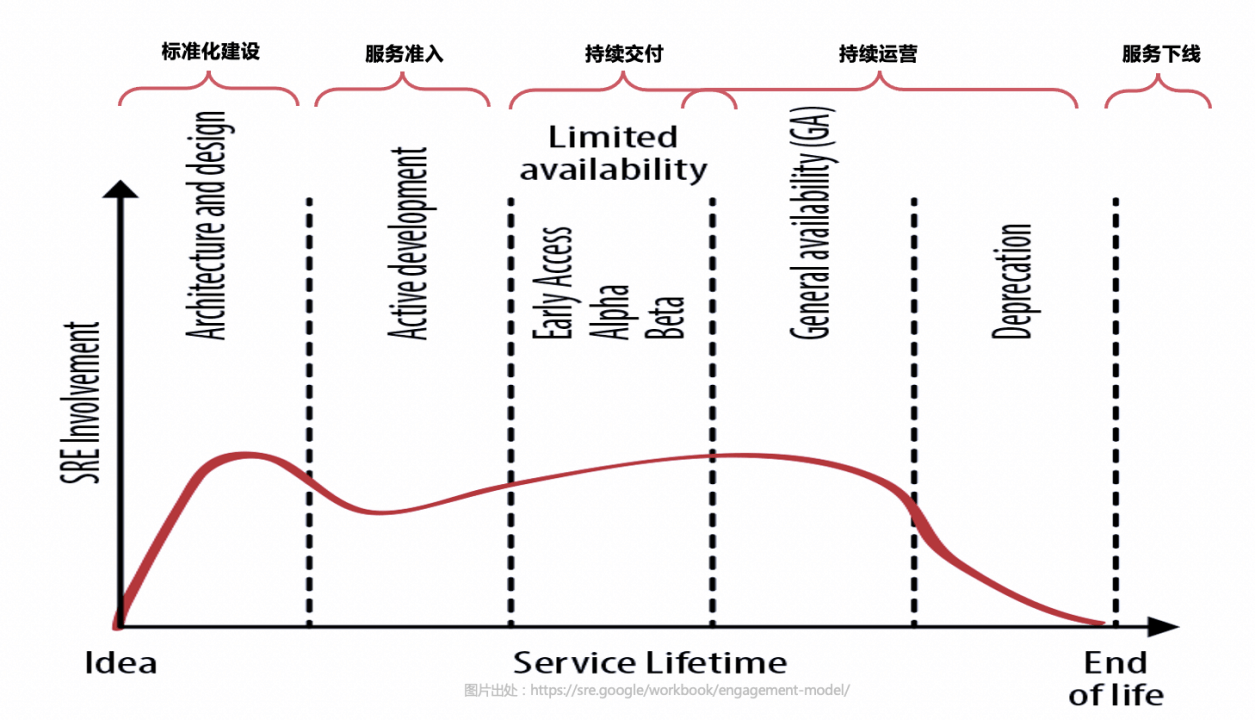 标准化建设
服务准入
持续交付
持续运营
服务下线
Architecture and design
Active development
Limited
availability
Early Access
Alpha
Beta
General availability (GA)
Deprecation
SRE Involvement
Idea
Service Lifetime
End
of life
图片出处：https://sre.google/workbook/engagement-model/